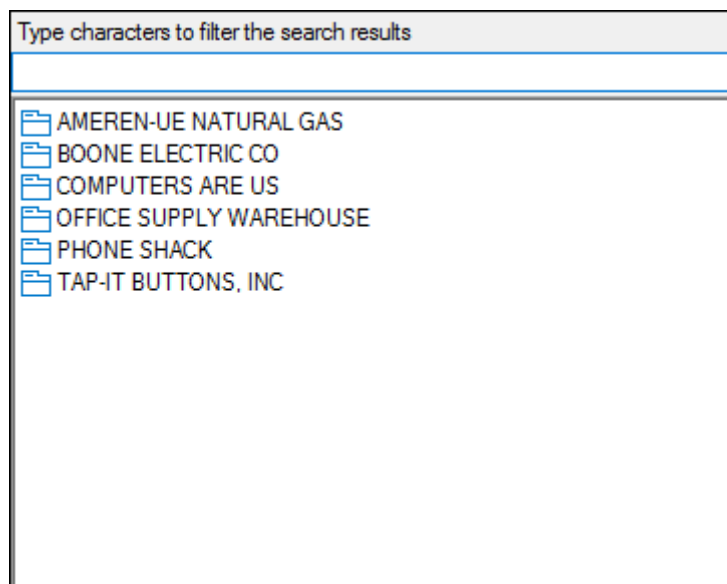 Type characters to filter the search results
AMEREN-UE NATURAL GAS
BOONE ELECTRIC CO
COMPUTERS ARE US
OFFICE SUPPLY WAREHOUSE
PHONE SHACK
TAP-IT BUTTONS, INC